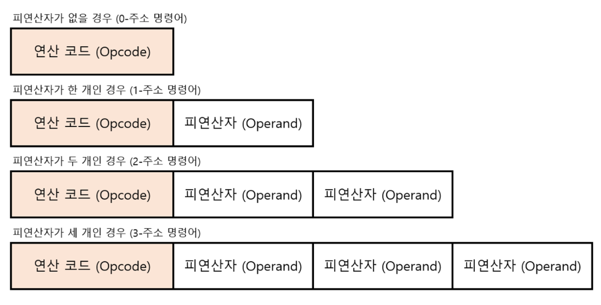 피연산자가 없을 경우 (0-주소 명령어)
연산 코드 (Opcode)
피연산자가 한 개인 경우 (1-주소 명령어)
연산 코드 (Opcode) 피연산자 (Operand)
피연산자가 두 개인 경우 (2-주소 명령어)
연산 코드 (Opcode) 피연산자 (Operand) 피연산자 (Operand)
피연산자가 세 개인 경우 (3-주소 명령어)
연산 코드 (Opcode) 피연산자 (Operand) 피연산자 (Operand) 피연산자 (Operand)